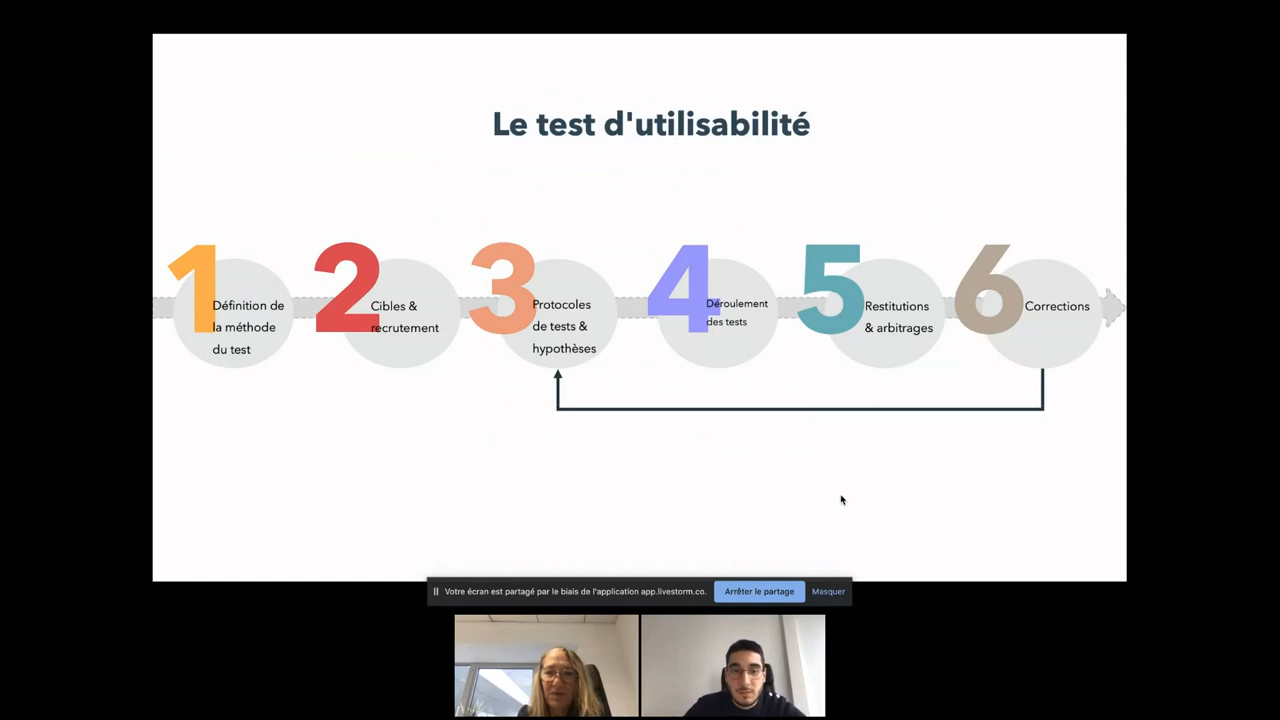 Le test d'utilisabilité
1
Définition de
la méthode
du test
2
Cibles &
recrutement
3
Protocoles
de tests &
hypothèses
4
Déroulement
des tests
5
Restitutions
& arbitrages
6
Corrections
Votre écran est partagé par le biais de l'application app.livestorm.co.
Arrêter le partage
Masquer